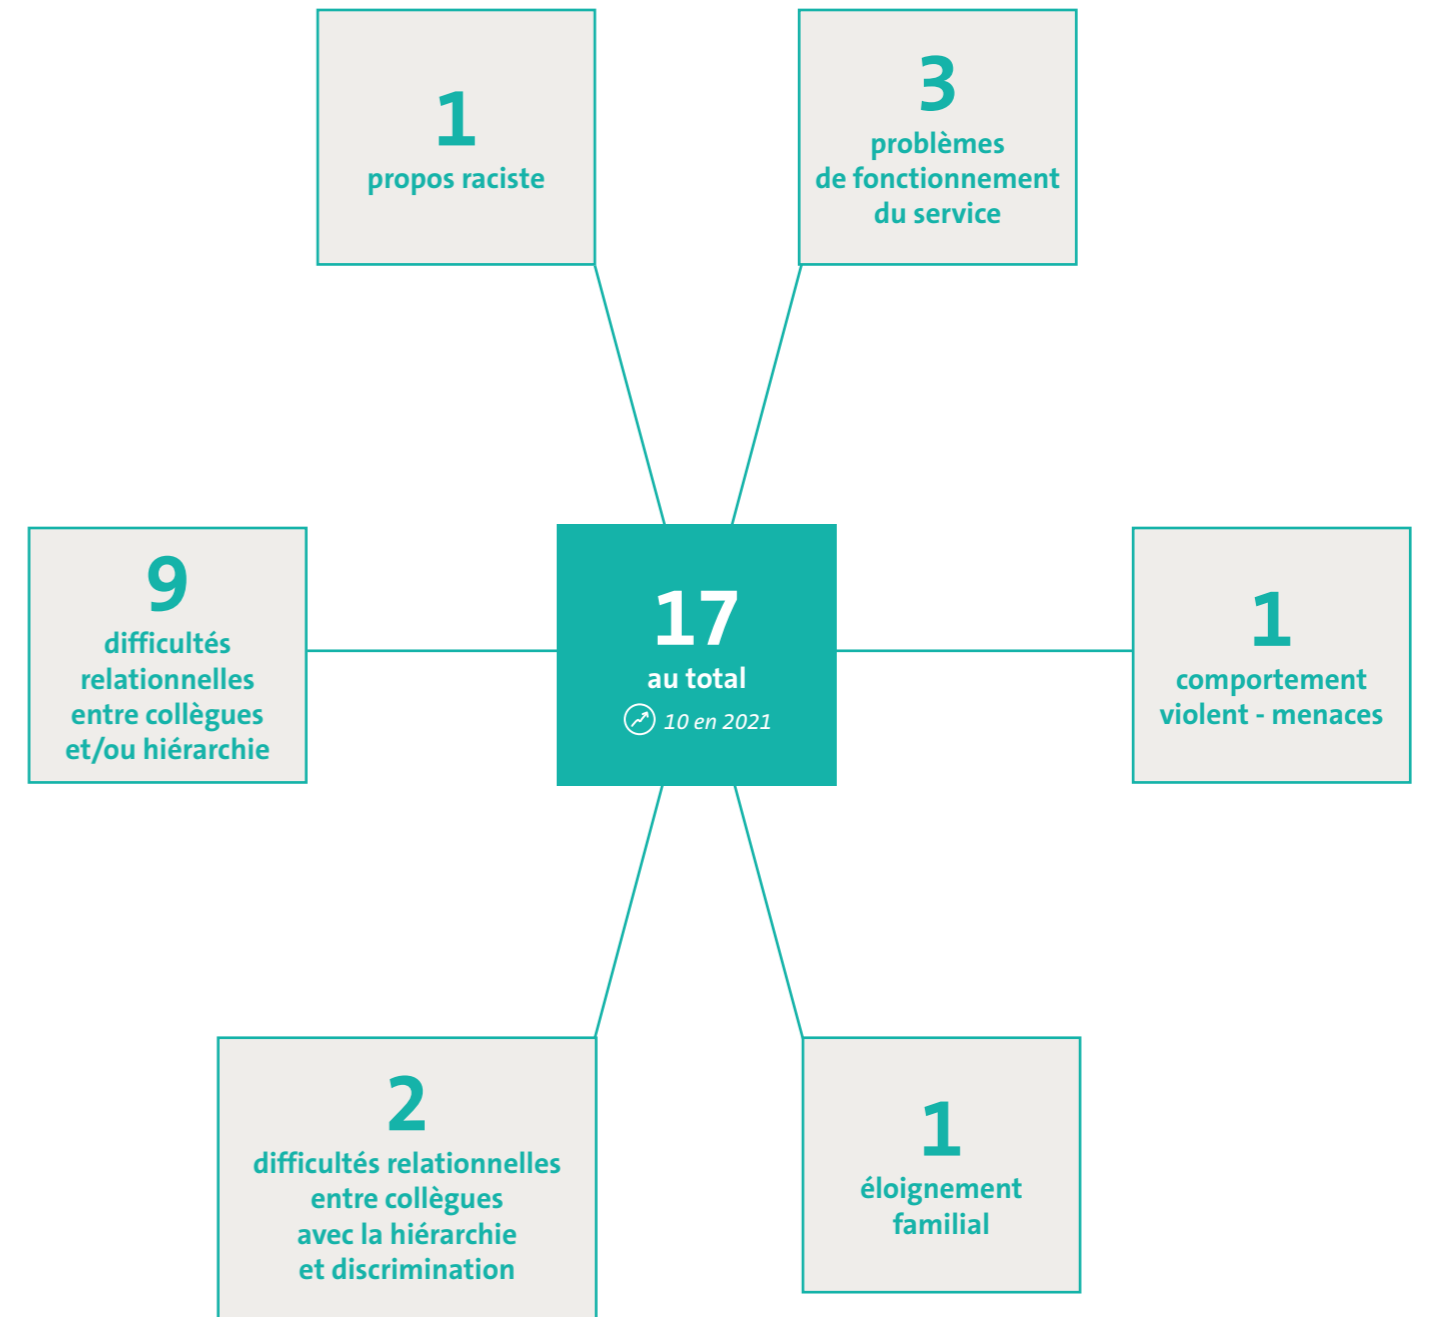 1
propos raciste
3
problèmes
de fonctionnement
du service
9
difficultés
relationnelles
entre collègues
et/ou hiérarchie
17
au total
10 en 2021
1
comportement
violent - menaces
2
difficultés relationnelles
entre collègues
avec la hiérarchie
et discrimination
1
éloignement
familial